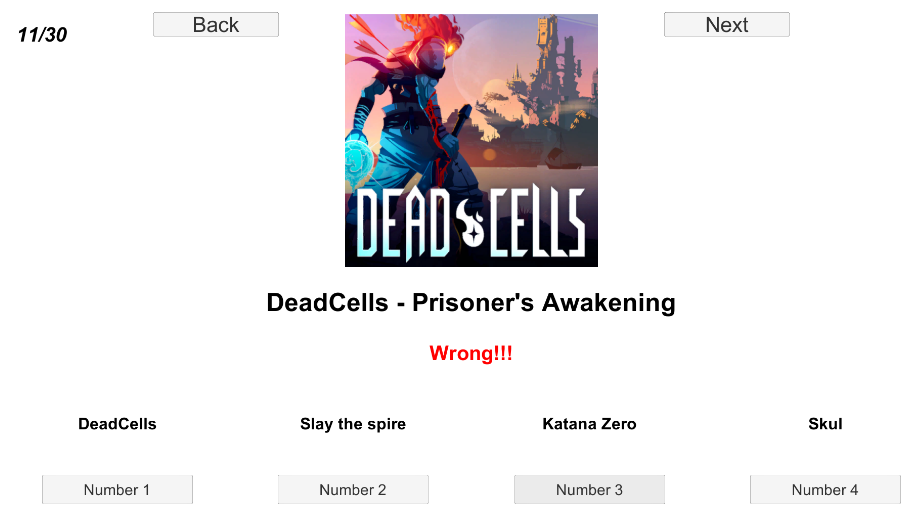 11/30
Back
Next
DEAD CELLS
DeadCells - Prisoner's Awakening
Wrong!!!
DeadCells
Slay the spire
Katana Zero
Skul
Number 1
Number 2
Number 3
Number 4